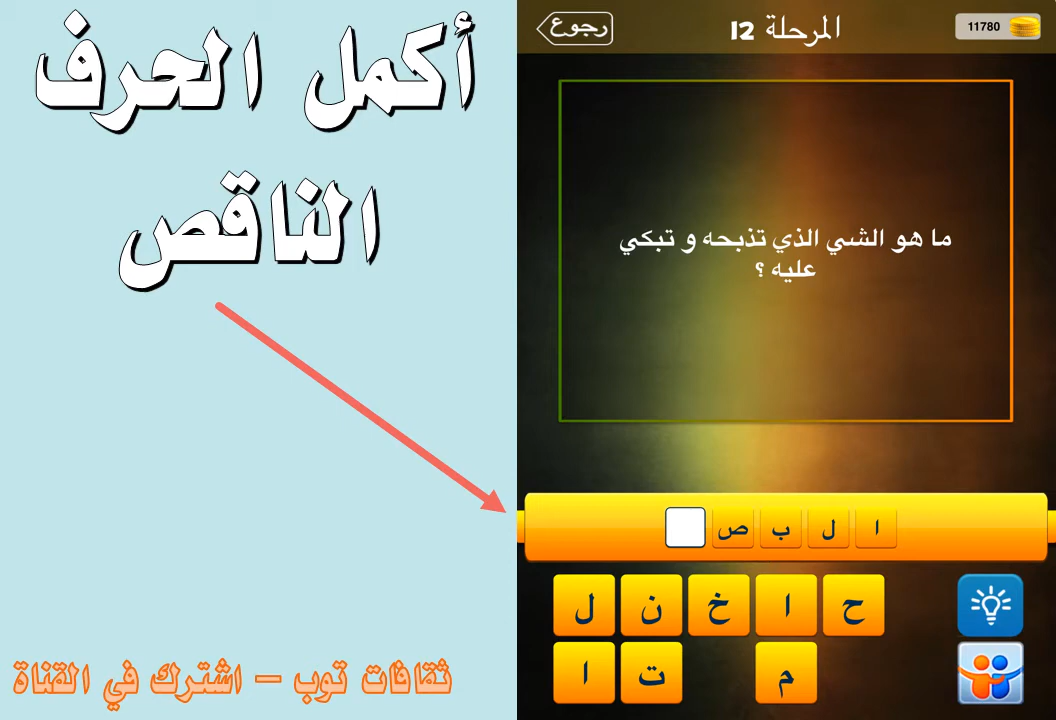 أكمل الحرف
الناقص
ثقافات توب – اشترك في القناة
رجوع
المرحلة 12
11780
ما هو الشي الذي تذبحه و تبكي
عليه ؟
ا ل ب ص
ح ا خ ن ل
م ت ا